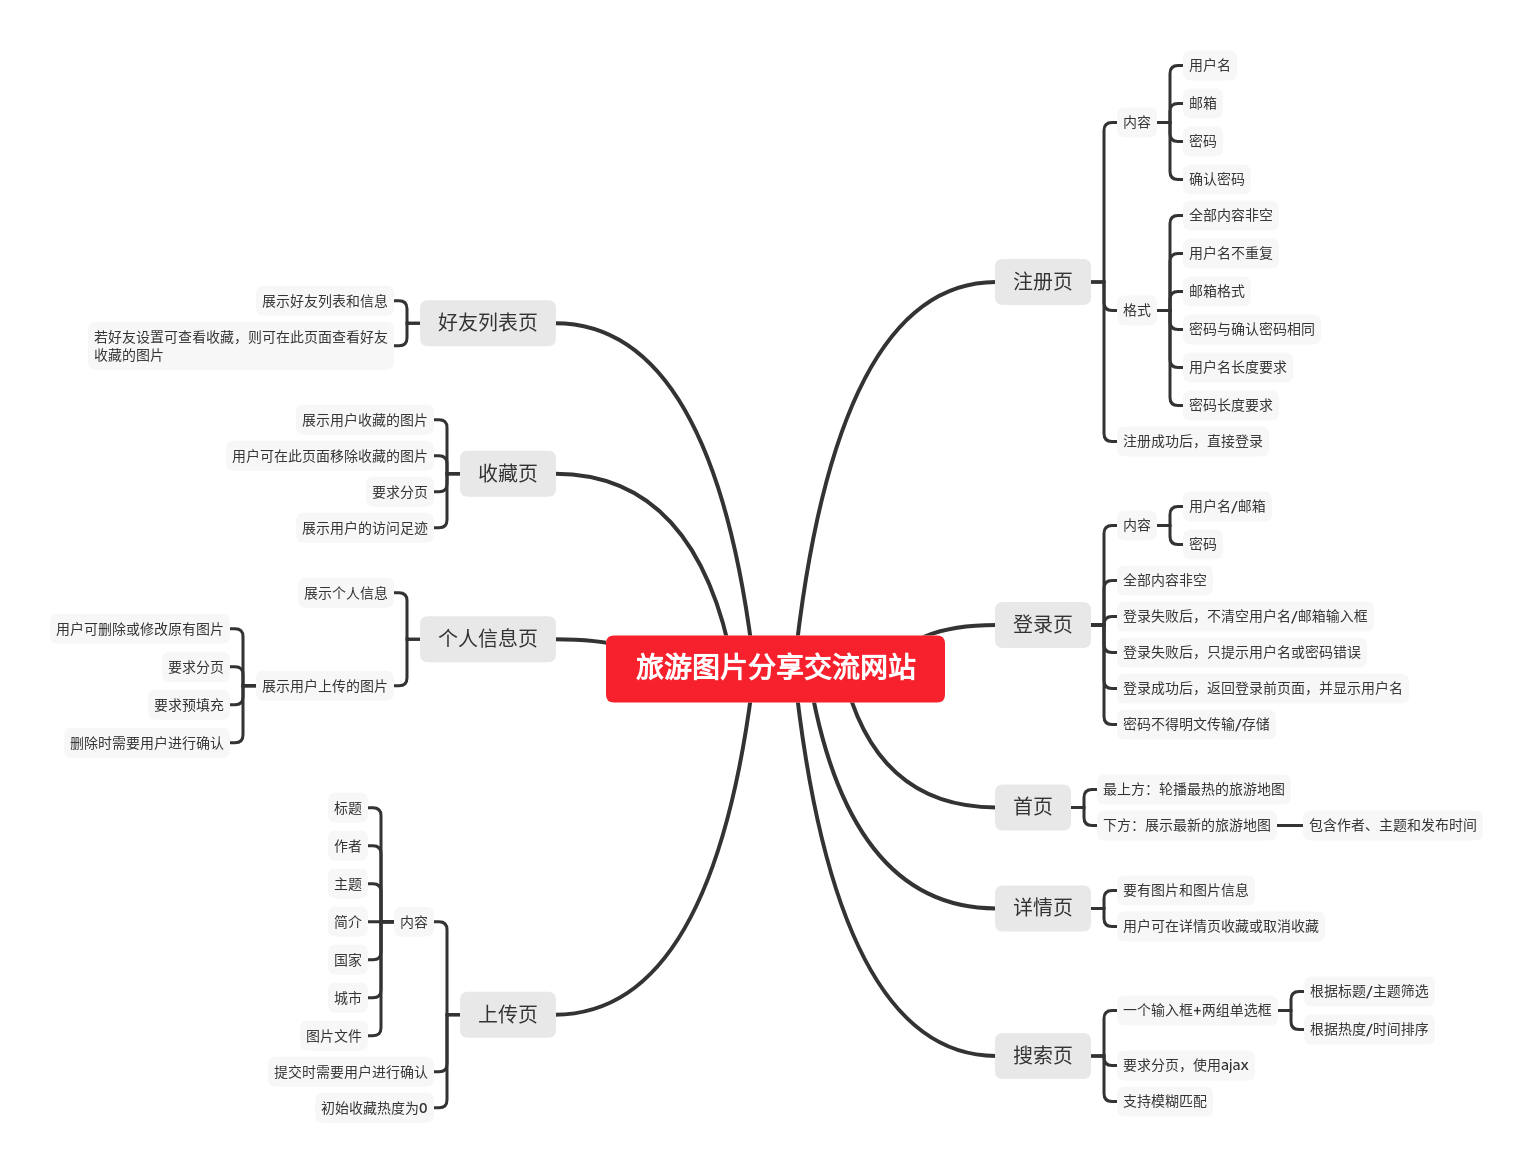 旅游图片分享交流网站
注册页
内容
用户名
邮箱
密码
确认密码
格式
全部内容非空
用户名不重复
邮箱格式
密码与确认密码相同
用户名长度要求
密码长度要求
注册成功后，直接登录
登录页
内容
用户名/邮箱
密码
全部内容非空
登录失败后，不清空用户名/邮箱输入框
登录失败后，只提示用户名或密码错误
登录成功后，返回登录前页面，并显示用户名
密码不得明文传输/存储
首页
最上方：轮播最热的旅游地图
下方：展示最新的旅游地图
包含作者、主题和发布时间
详情页
要有图片和图片信息
用户可在详情页收藏或取消收藏
搜索页
一个输入框+两组单选框
根据标题/主题筛选
根据热度/时间排序
要求分页，使用ajax
支持模糊匹配
好友列表页
展示好友列表和信息
若好友设置可查看收藏，则可在此页面查看好友
收藏的图片
收藏页
展示用户收藏的图片
用户可在此页面移除收藏的图片
要求分页
展示用户的访问足迹
个人信息页
展示个人信息
展示用户上传的图片
用户可删除或修改原有图片
要求分页
要求预填充
删除时需要用户进行确认
上传页
内容
标题
作者
主题
简介
国家
城市
图片文件
提交时需要用户进行确认
初始收藏热度为0